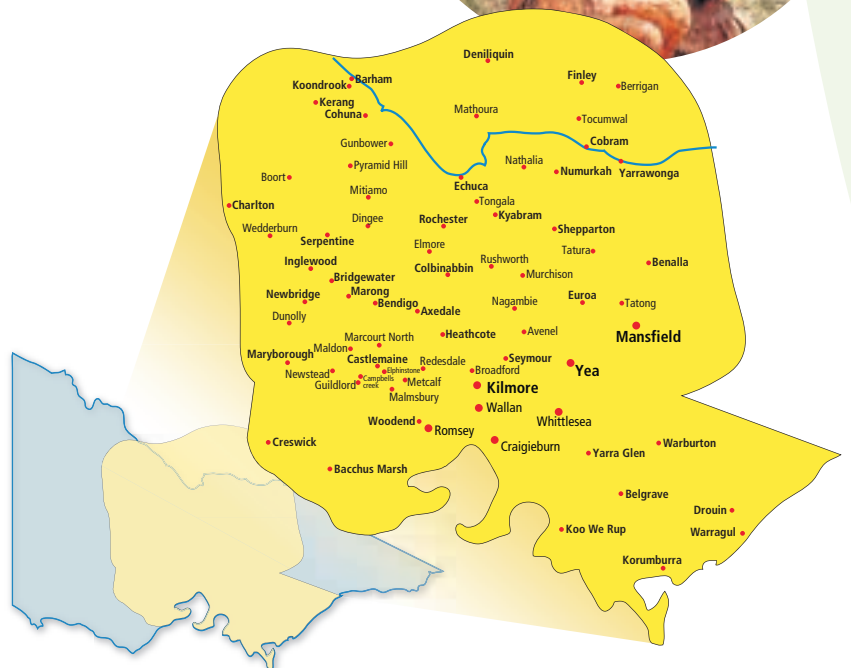 Deniliquin
Finley
Berrigan
Barham
Koondrook
Kerang
Cohuna
Mathoura
Tocumwal
Cobram
Gunbower
Nathalia
Pyramid Hill
Numurkah
Yarrawonga
Boort
Echuca
Mitiamo
Tongala
Charlton
Kyabram
Dingee
Rochester
Wedderburn
Shepparton
Serpentine
Elmore
Tatura
Rushworth
Inglewood
Colbinabbin
Benalla
Bridgewater
Murchison
Marong
Newbridge
Euroa
Bendigo
Nagambie
Tatong
Axedale
Dunolly
Avenel
Heathcote
Mansfield
Marcourt North
Maldon
Maryborough
Castlemaine
Redesdale
Seymour
Elphinstone
Broadford
Yea
Newstead
Campbells
creek
Guildlord
Metcalf
Kilmore
Malmsbury
Wallan
Woodend
Whittlesea
Romsey
Creswick
Craigieburn
Warburton
Yarra Glen
Bacchus Marsh
Belgrave
Drouin
Koo We Rup
Warragul
Korumburra